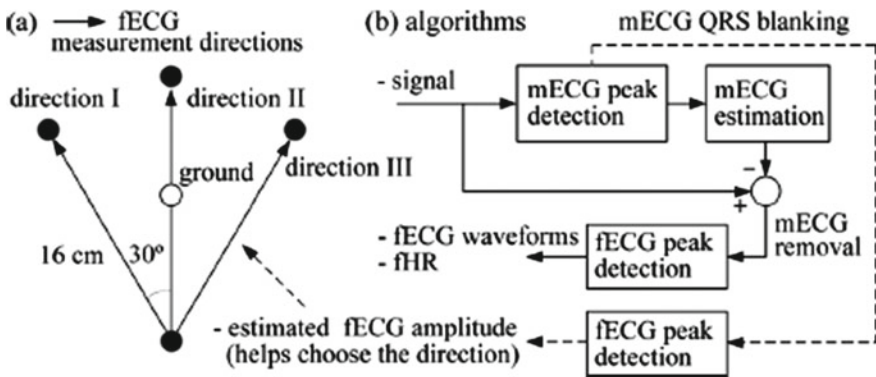 (a) → fECG
measurement directions
direction I
direction II
direction III
ground
16 cm
30º
- estimated fECG amplitude
(helps choose the direction)
(b) algorithms
mECG QRS blanking
- signal
mECG peak
detection
mECG
estimation
−
+
mECG
removal
fECG peak
detection
- fECG waveforms
- fHR
fECG peak
detection